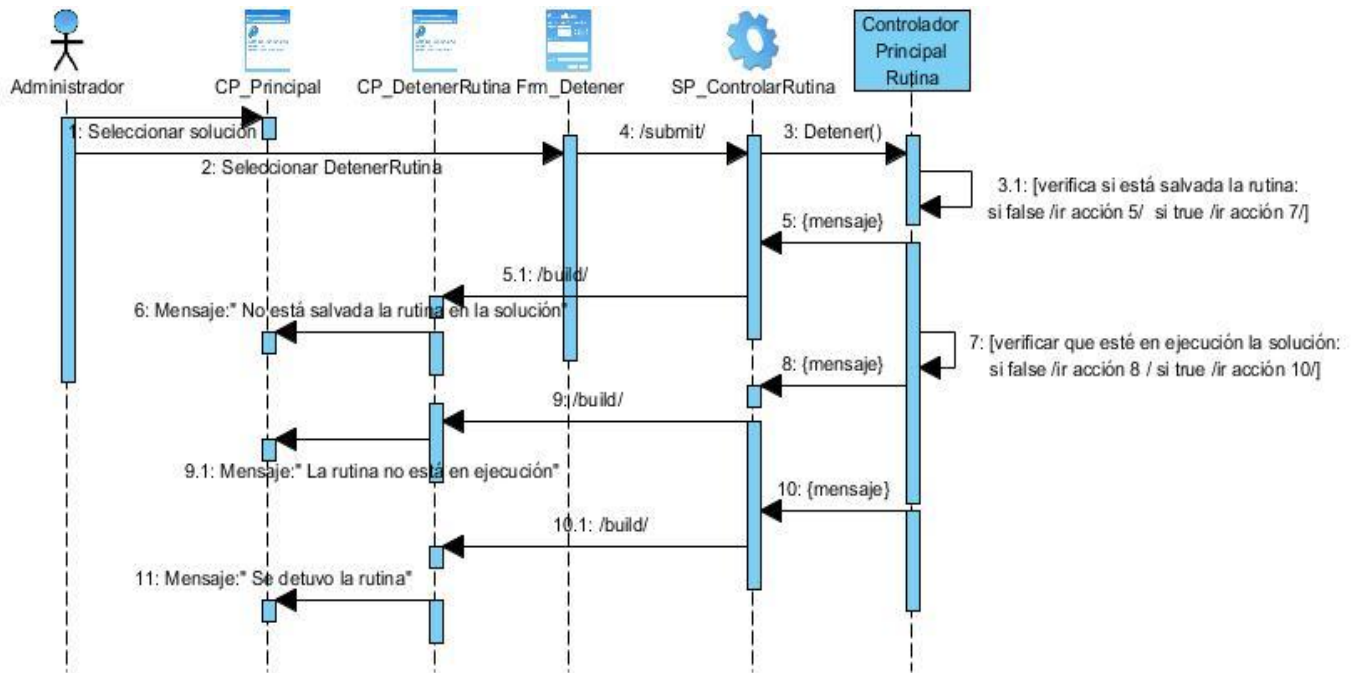 Administrador
CP_Principal
CP_DetenerRutina
Frm_Detener
SP_ControlarRutina
Controlador
Principal
Rutina
1: Seleccionar solución
4: /submit/
3: Detener()
2: Seleccionar DetenerRutina
3.1: [verifica si está salvada la rutina:
si false /ir acción 5/ si true /ir acción 7/]
5: {mensaje}
5.1: /build/
6: Mensaje:" No está salvada la rutina en la solución"
7: [verificar que esté en ejecución la solución:
si false /ir acción 8 / si true /ir acción 10/]
8: {mensaje}
9: /build/
9.1: Mensaje:" La rutina no está en ejecución"
10: {mensaje}
10.1: /build/
11: Mensaje:" Se detuvo la rutina"